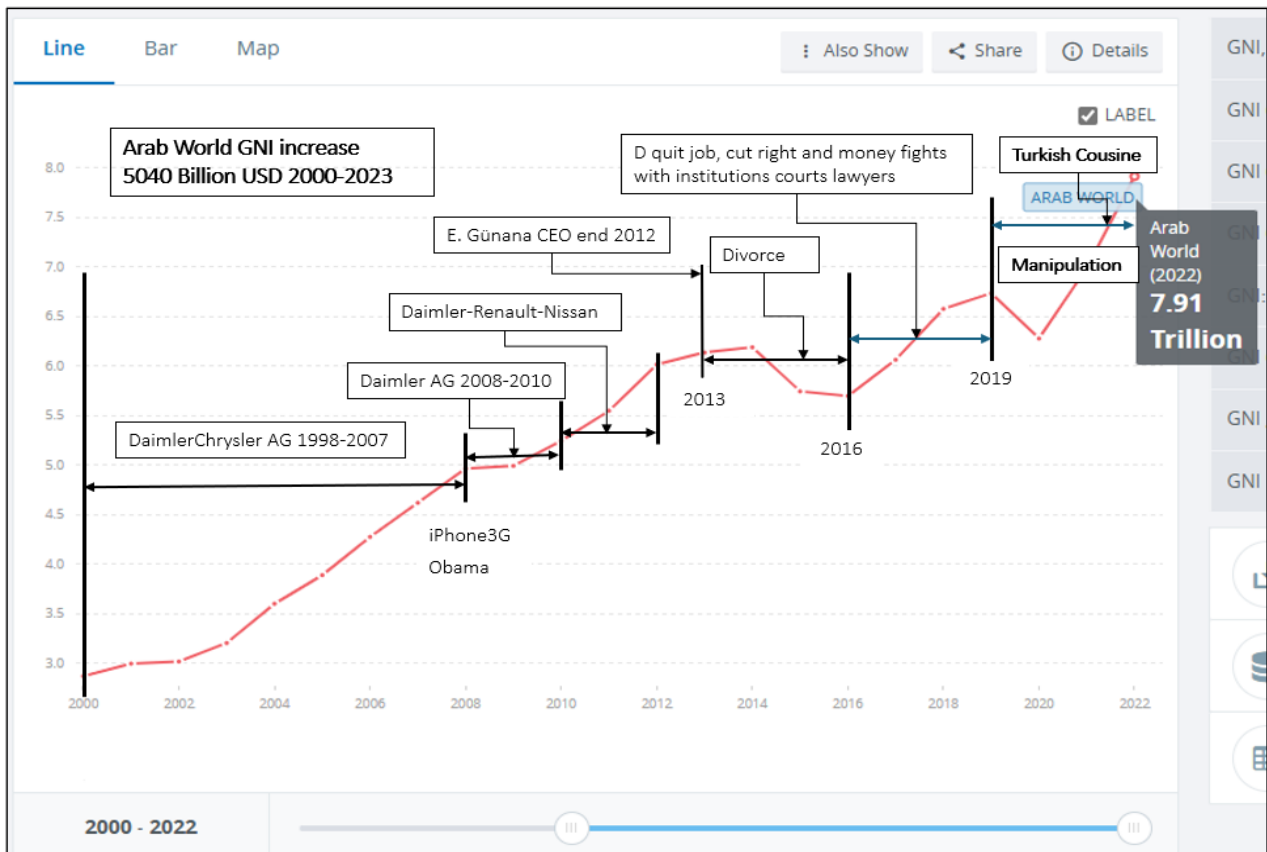 Line
Bar
Map
Also Show
Share
Details
LABEL
Arab World GNI increase
5040 Billion USD 2000-2023
D quit job, cut right and money fights
with institutions courts lawyers
Turkish Cousine
ARAB WORLD
E. Günana CEO end 2012
Divorce
Manipulation
Arab
World
(2022)
7.91
Trillion
Daimler-Renault-Nissan
Daimler AG 2008-2010
DaimlerChrysler AG 1998-2007
2013
2016
2019
iPhone3G
Obama
8.0
7.5
7.0
6.5
6.0
5.5
5.0
4.5
4.0
3.5
3.0
2000
2002
2004
2006
2008
2010
2012
2014
2016
2018
2020
2022
2000 - 2022
GNI,
GNI
GNI
GNI
GNI:
GNI
GNI